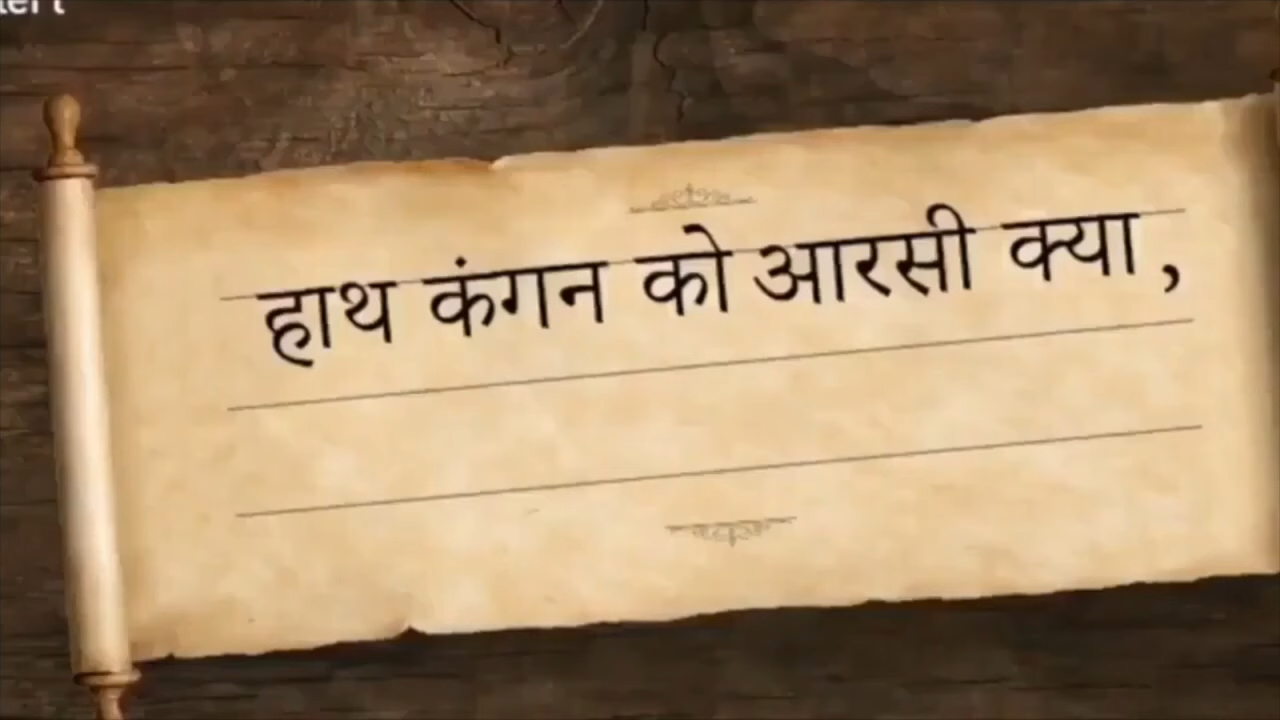 हाथ कंगन को आरसी क्या ,